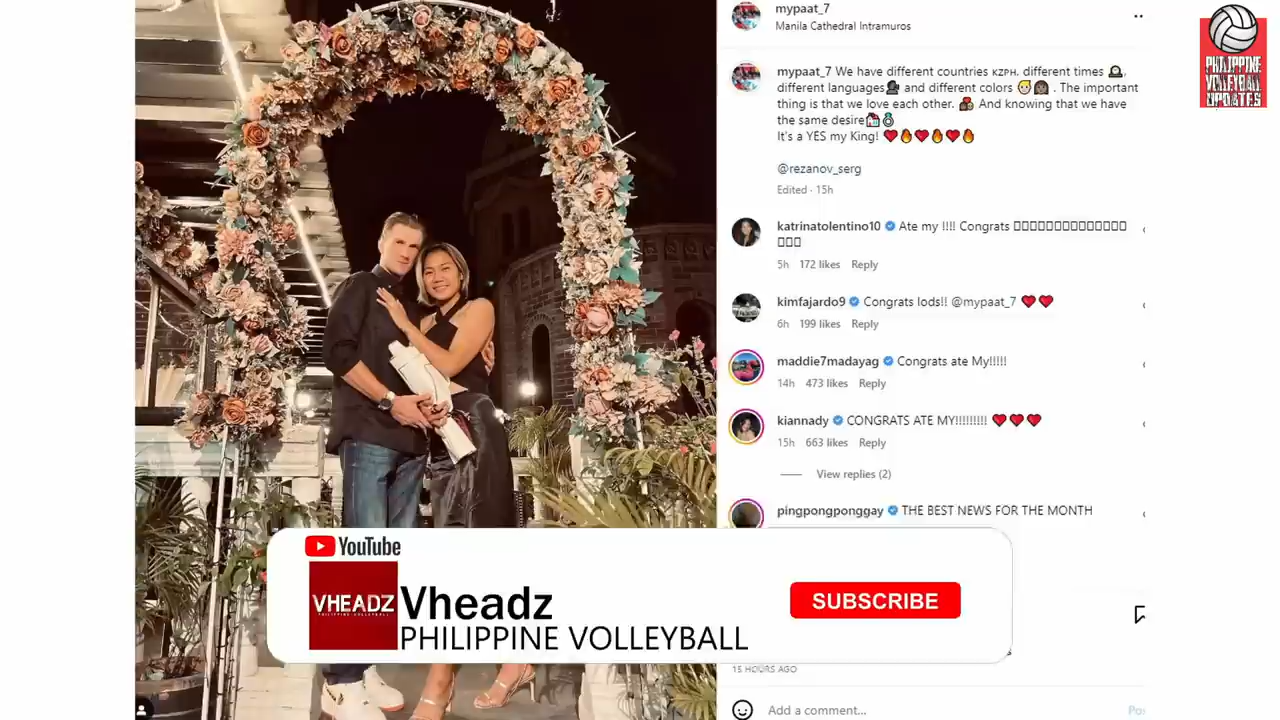 mypaat_7
Manila Cathedral Intramuros
PHILIPPINE
VOLLEYBALL
UPDATES
mypaat_7 We have different countries KZPH. different times 🕰,
different languages🗣 and different colors 👱👩🏾 . The important
thing is that we love each other. 👩‍❤️‍👨 And knowing that we have
the same desire💒💍
It's a YES my King! ❤️🔥❤️🔥❤️🔥
@rezanov_serg
Edited · 15h
katrinatolentino10 Ate my !!!! Congrats
5h 172 likes Reply
kimfajardo9 Congrats lods!! @mypaat_7 ❤️❤️
6h 199 likes Reply
maddie7madayag Congrats ate My!!!!!
14h 473 likes Reply
kiannady CONGRATS ATE MY!!!!!!!!! ❤️❤️❤️
15h 663 likes Reply
View replies (2)
pingpongponggay THE BEST NEWS FOR THE MONTH
YouTube
VHEADZ
PHILIPPINE VOLLEYBALL
Vheadz
PHILIPPINE VOLLEYBALL
SUBSCRIBE
15 HOURS AGO
Add a comment...
Pos